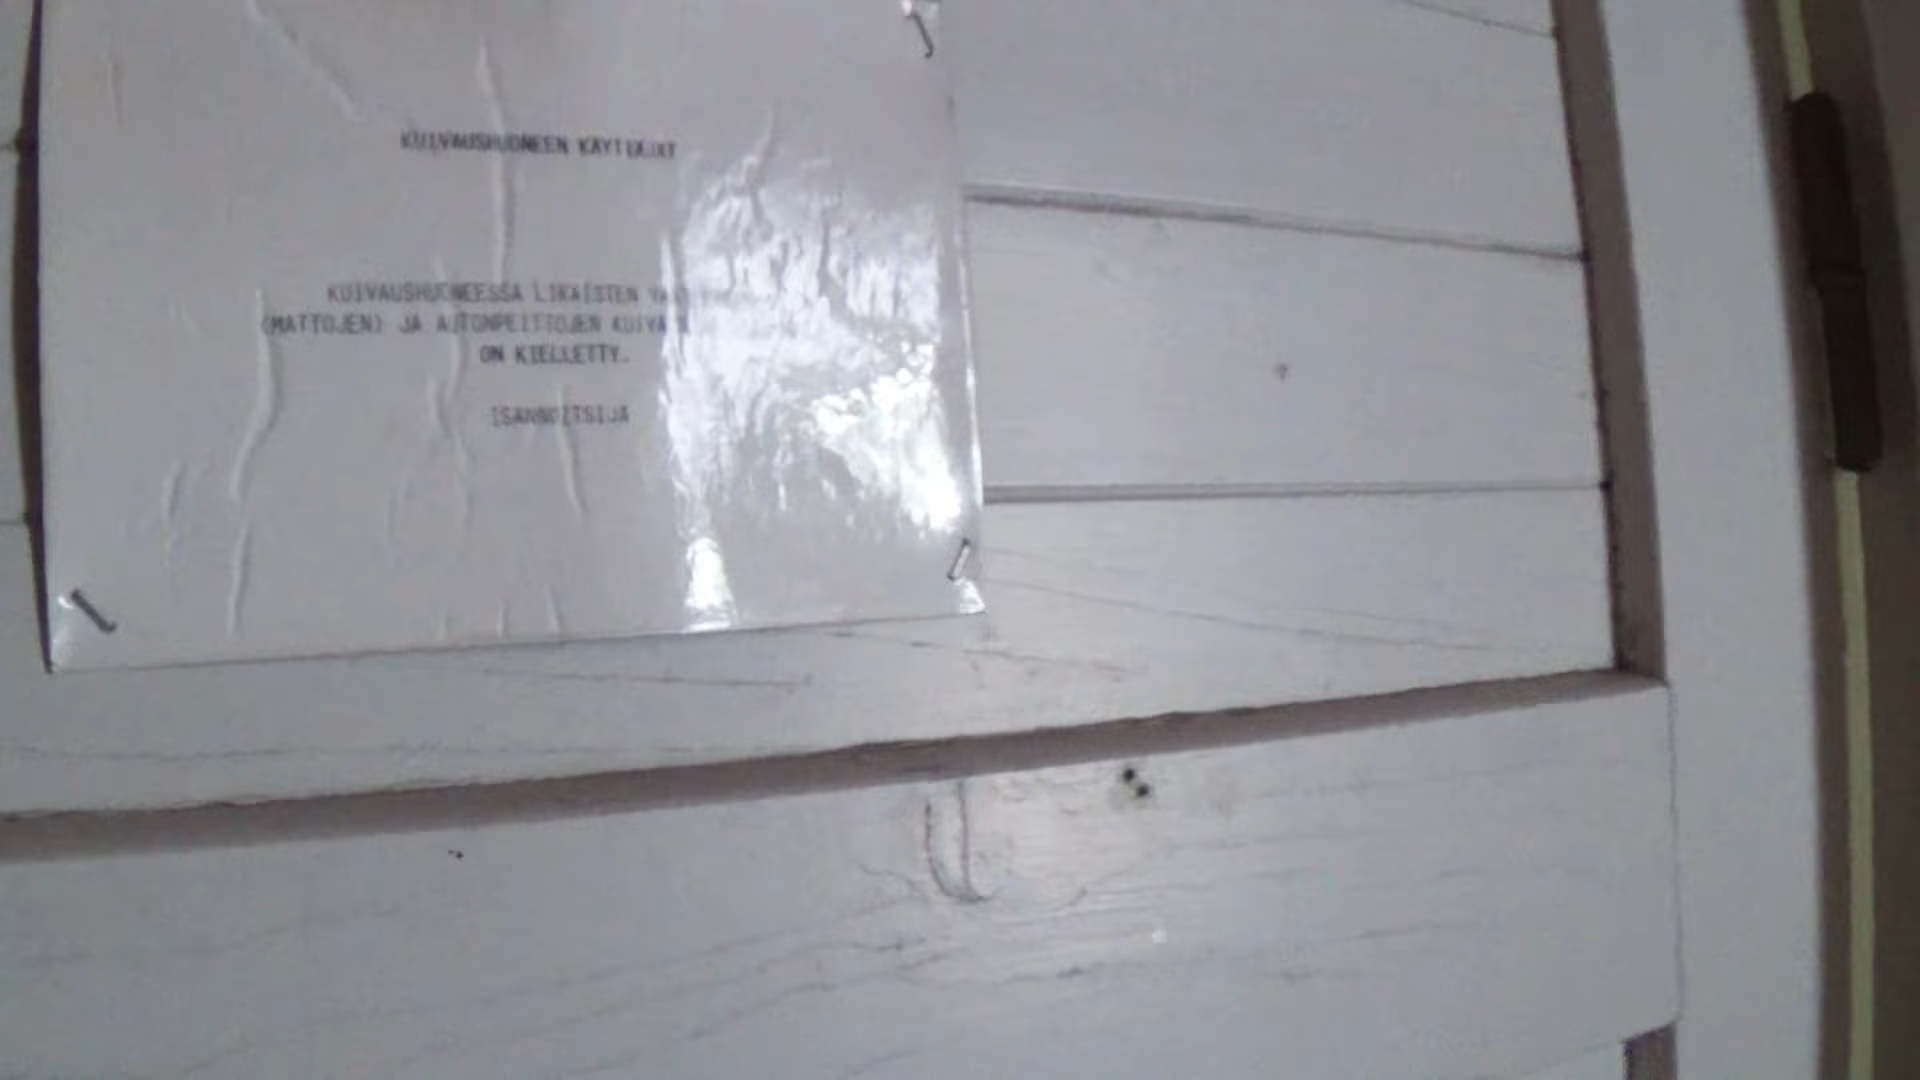 KUIVAUSHUONEEN KÄYTTÄJÄT
KUIVAUSHUONEESSA LIKAISTEN
(MATTOJEN) JA AUTONPEITTOJEN
ON KIELLETTY.
ISÄNNÖITSIJÄ